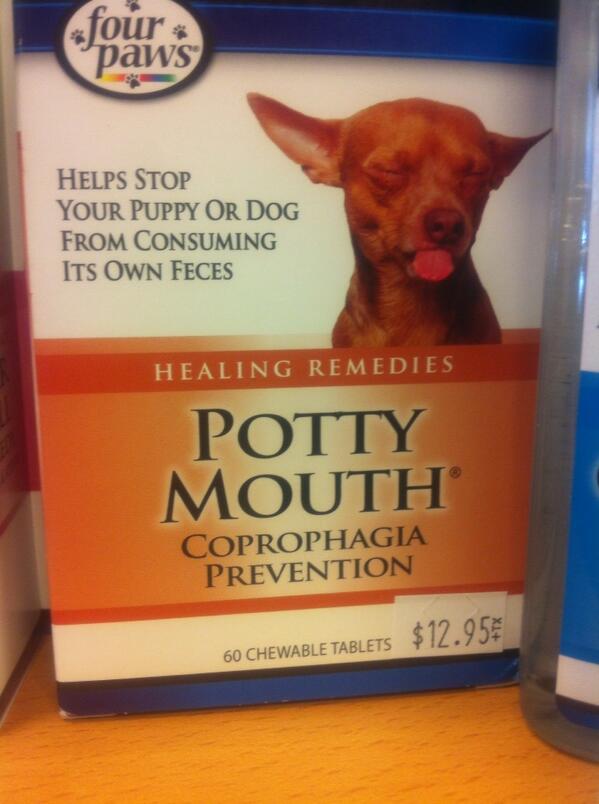 four
paws®
HELPS STOP
YOUR PUPPY OR DOG
FROM CONSUMING
ITS OWN FECES
HEALING REMEDIES
POTTY
MOUTH®
COPROPHAGIA
PREVENTION
60 CHEWABLE TABLETS
$12.95
+TX